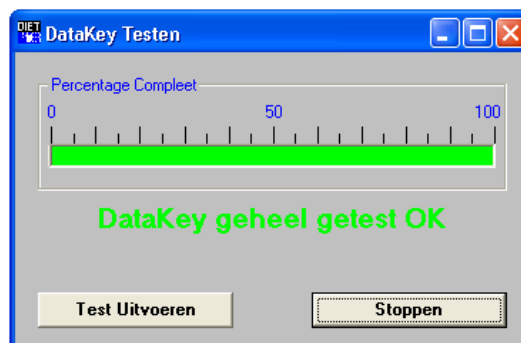 DIET DataKey Testen
Percentage Compleet
0 50 100
DataKey geheel getest OK
Test Uitvoeren Stoppen